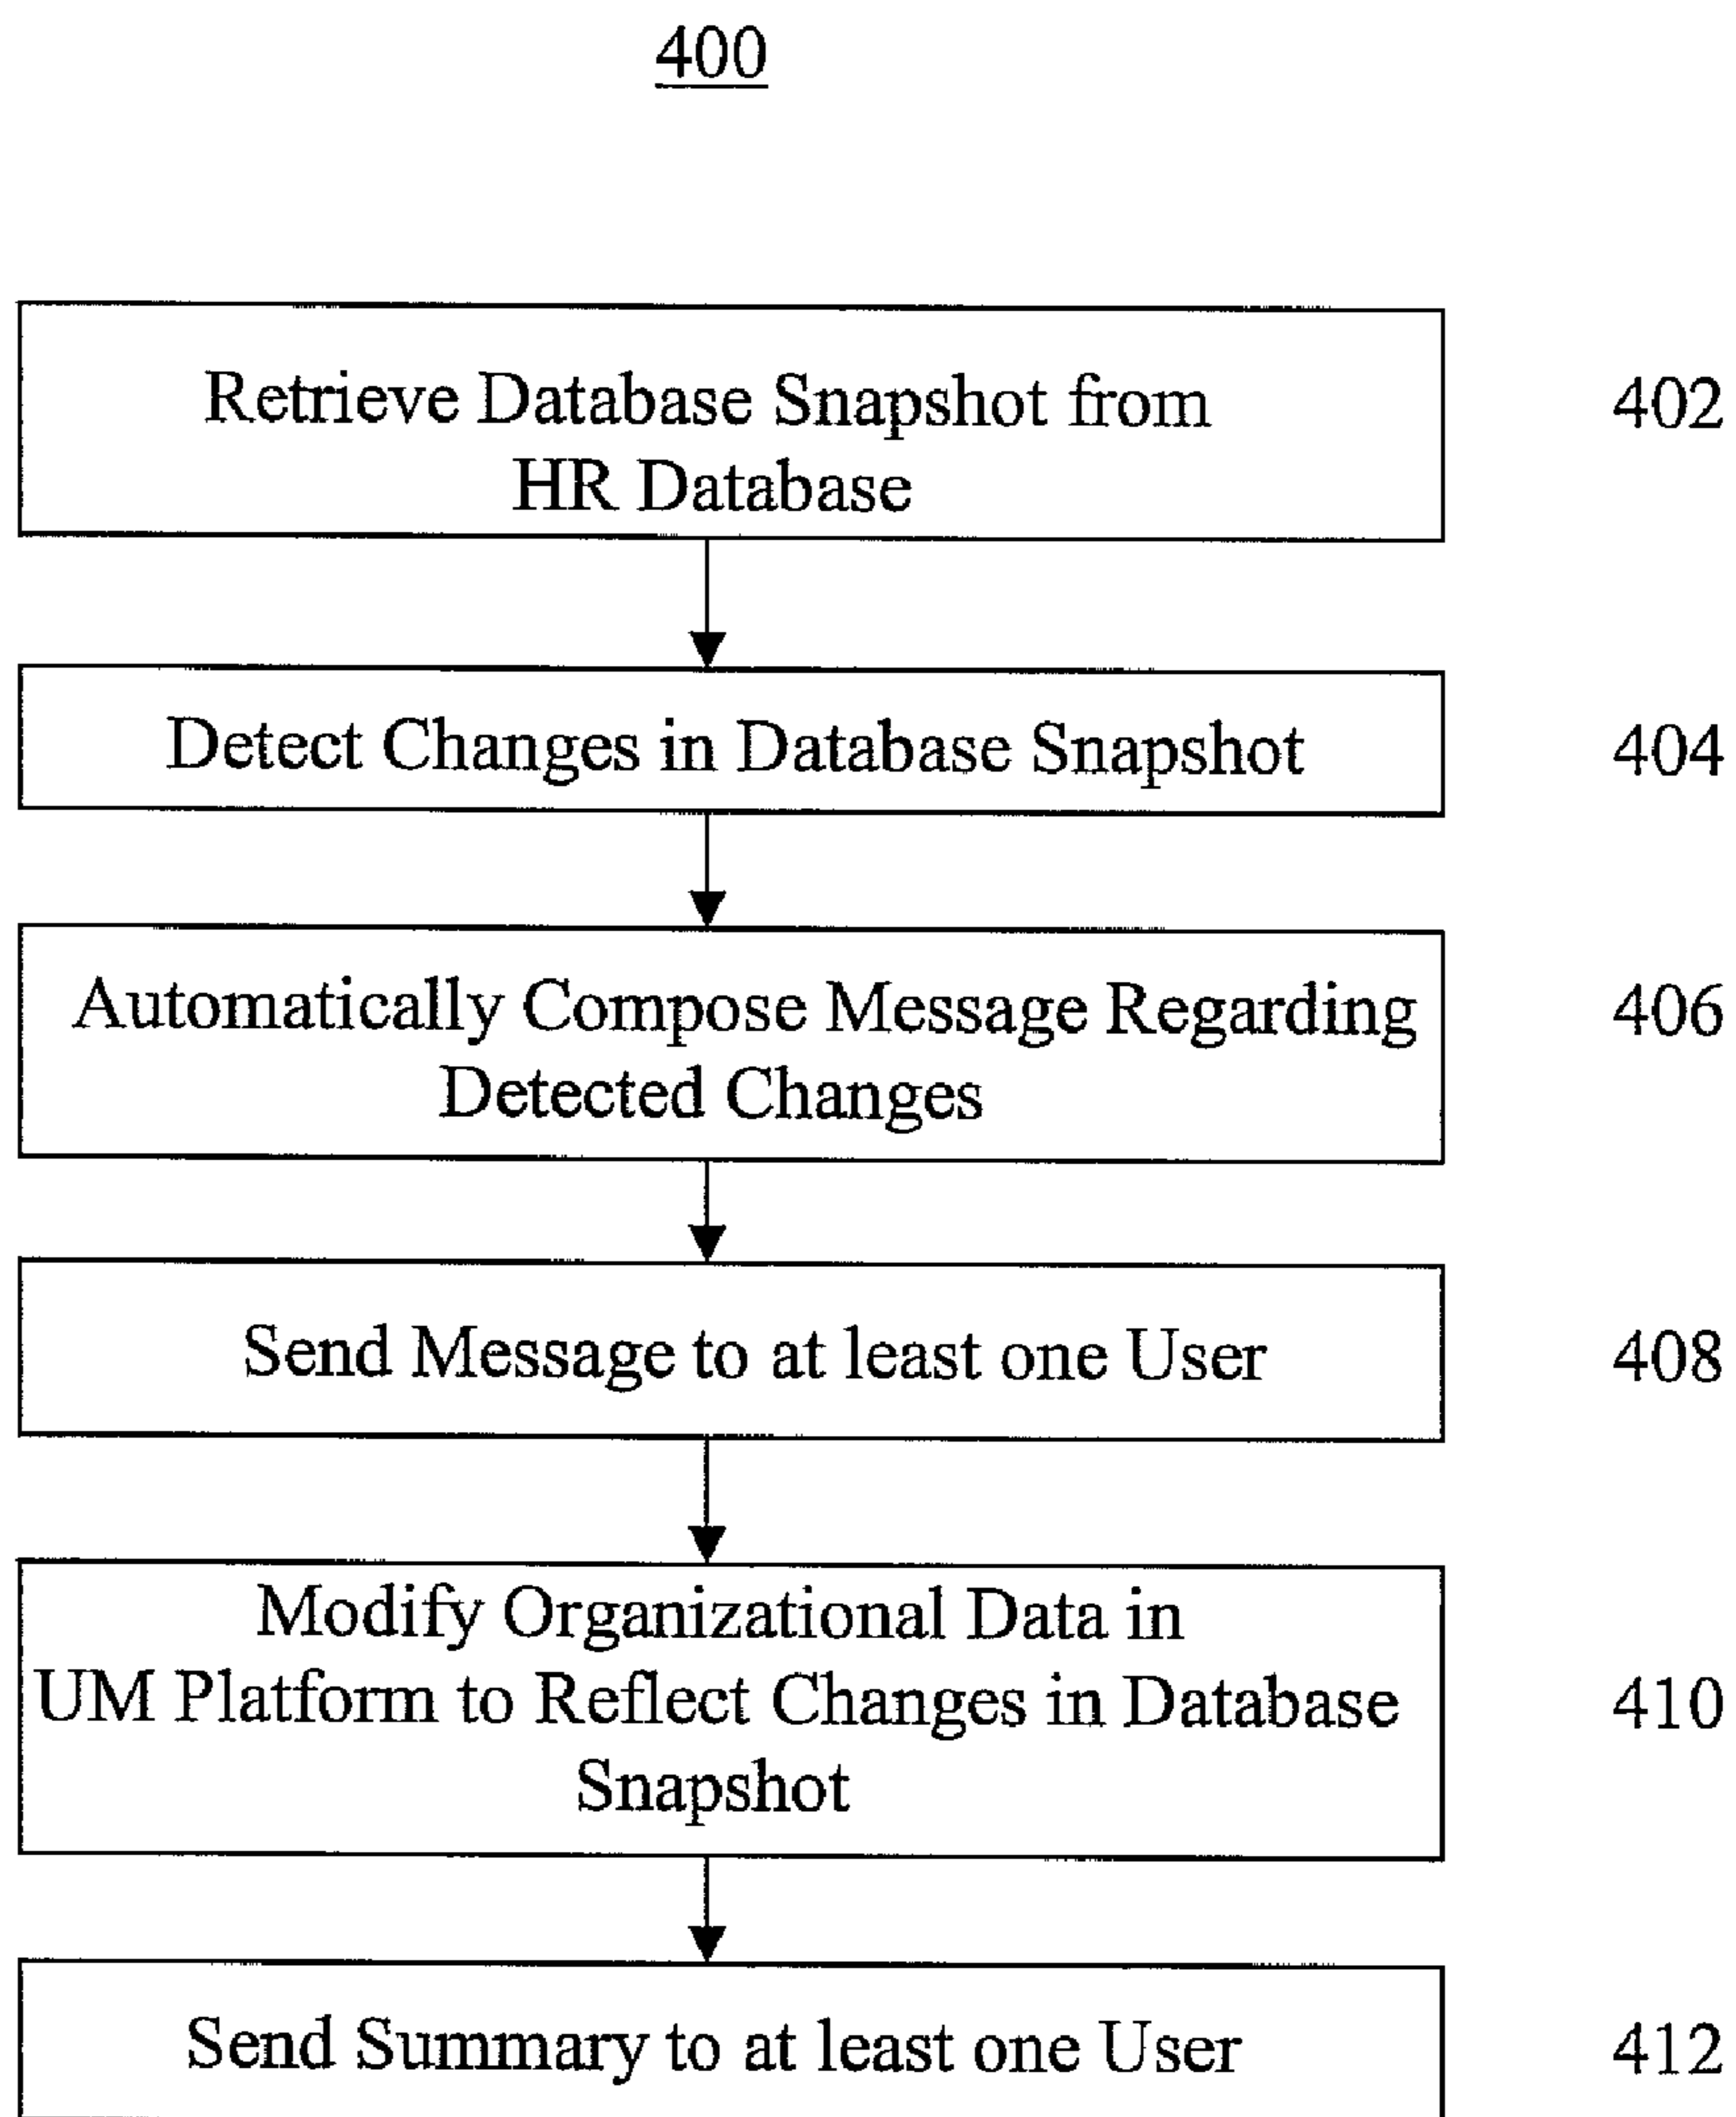 400
Retrieve Database Snapshot from
HR Database
402
Detect Changes in Database Snapshot
404
Automatically Compose Message Regarding
Detected Changes
406
Send Message to at least one User
408
Modify Organizational Data in
UM Platform to Reflect Changes in Database
Snapshot
410
Send Summary to at least one User
412